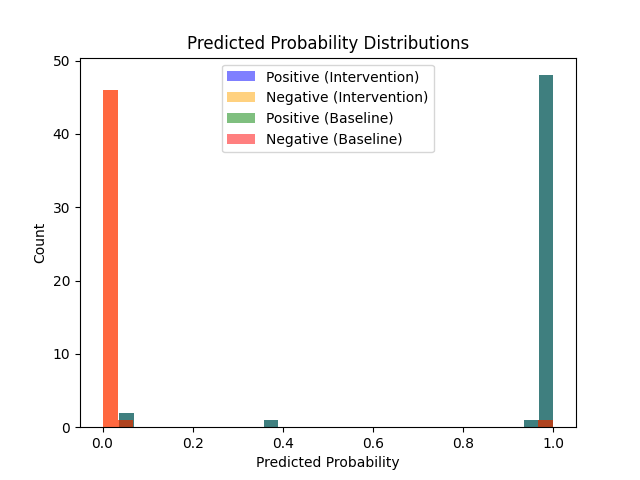 Predicted Probability Distributions
Positive (Intervention)
Negative (Intervention)
Positive (Baseline)
Negative (Baseline)
Count
50
40
30
20
10
0
0.0 0.2 0.4 0.6 0.8 1.0
Predicted Probability